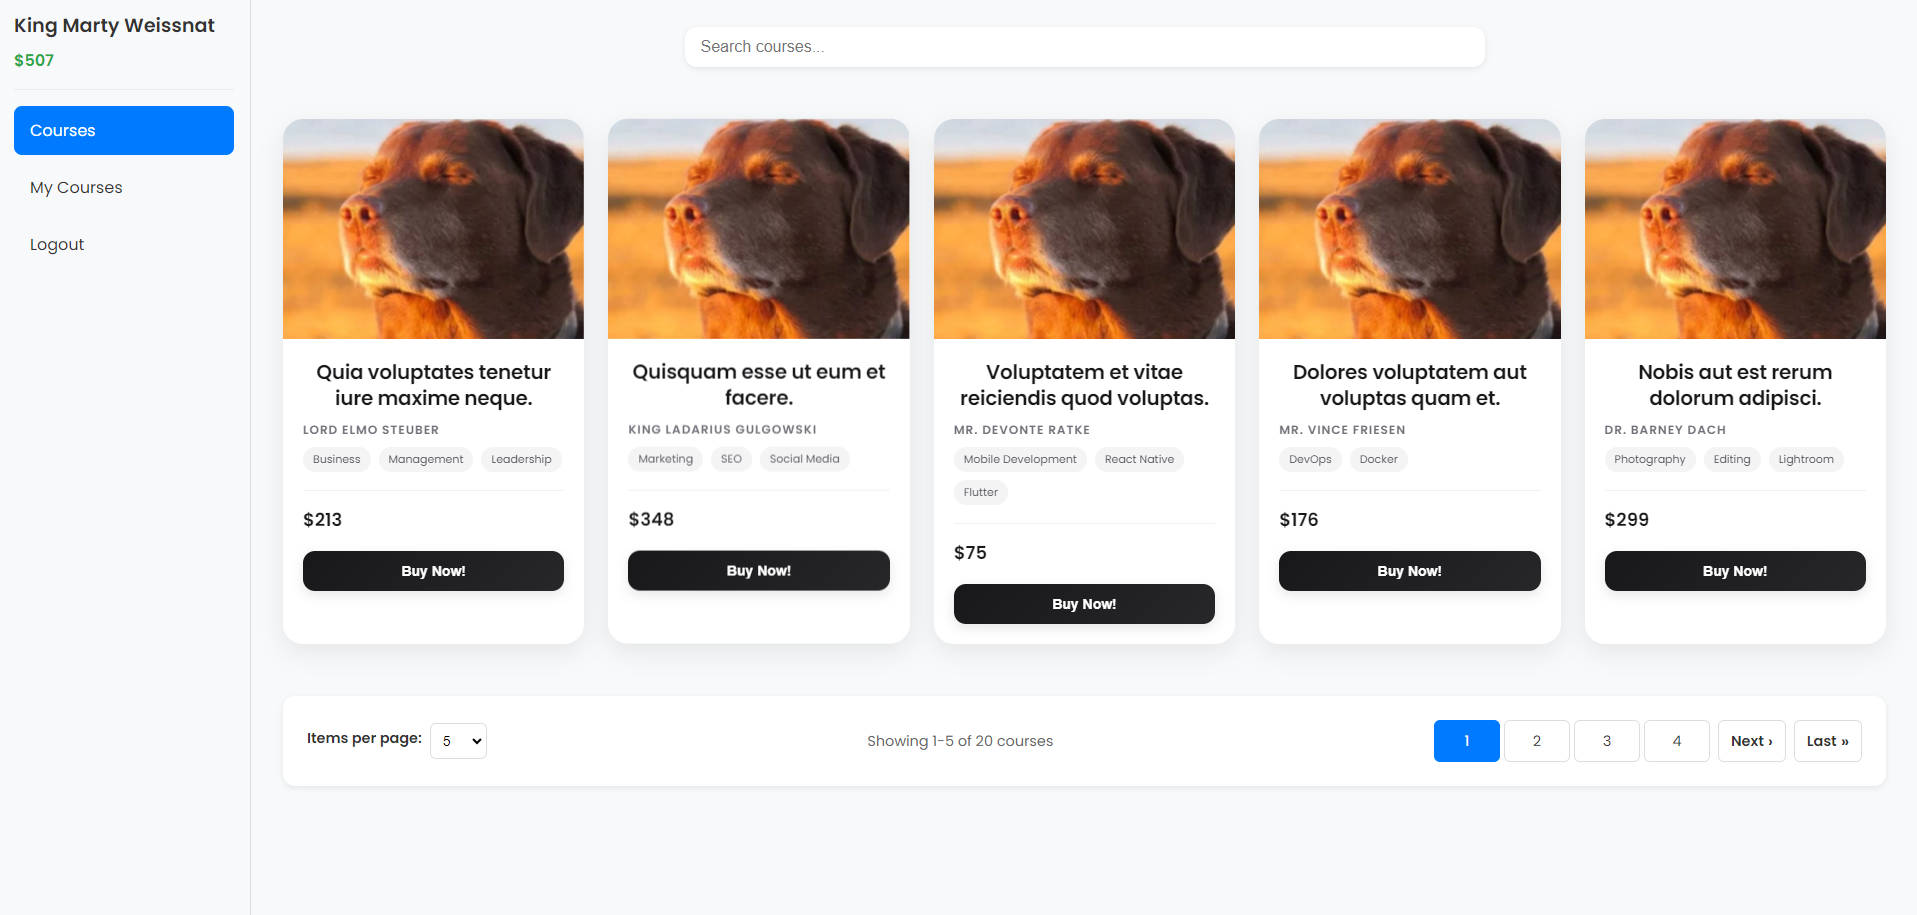 King Marty Weissnat
$507
Courses
My Courses
Logout
Search courses...
Quia voluptates tenetur
iure maxime neque.
LORD ELMO STEUBER
Business Management Leadership
$213
Buy Now!
Quisquam esse ut eum et
facere.
KING LADARIUS GULGOWSKI
Marketing SEO Social Media
$348
Buy Now!
Voluptatem et vitae
reiciendis quod voluptas.
MR. DEVONTE RATKE
Mobile Development React Native
Flutter
$75
Buy Now!
Dolores voluptatem aut
voluptas quam et.
MR. VINCE FRIESEN
DevOps Docker
$176
Buy Now!
Nobis aut est rerum
dolorum adipisci.
DR. BARNEY DACH
Photography Editing Lightroom
$299
Buy Now!
Items per page: 5
Showing 1-5 of 20 courses
1 2 3 4 Next › Last »